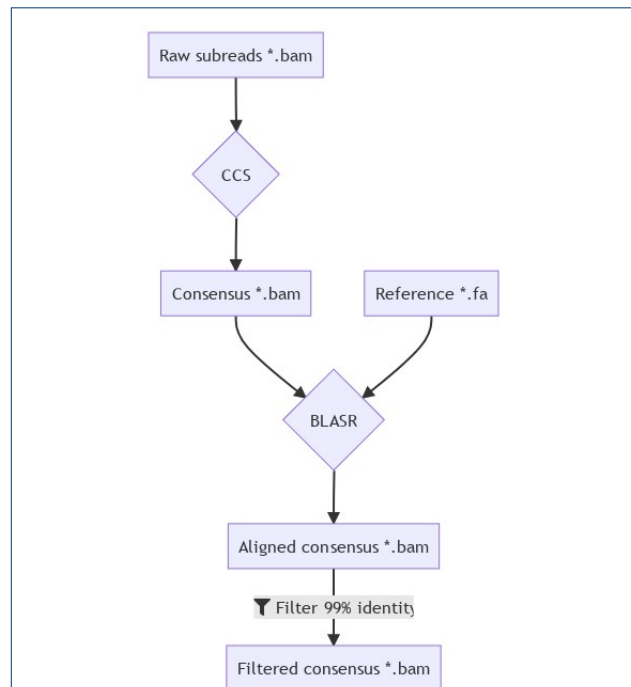 Raw subreads *.bam
CCS
Consensus *.bam
Reference *.fa
BLASR
Aligned consensus *.bam
Filter 99% identity
Filtered consensus *.bam